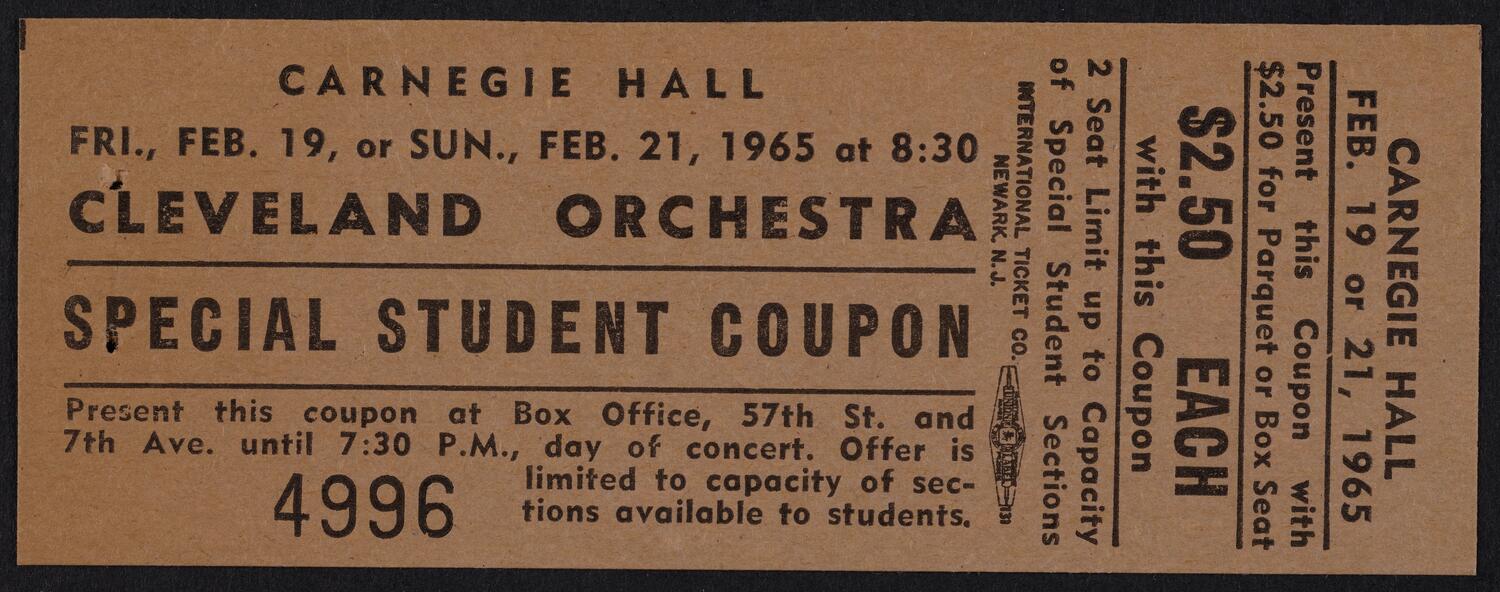 CARNEGIE HALL
FRI., FEB. 19, or SUN., FEB. 21, 1965 at 8:30
CLEVELAND ORCHESTRA
SPECIAL STUDENT COUPON
Present this coupon at Box Office, 57th St. and
7th Ave. until 7:30 P.M., day of concert. Offer is
limited to capacity of sec-
tions available to students.
4996
CARNEGIE HALL
FEB. 19 or 21, 1965
Present this Coupon with
$2.50 for Parquet or Box Seat
$2.50 EACH
with this Coupon
2 Seat Limit up to Capacity
of Special Student Sections
INTERNATIONAL TICKET CO.
NEWARK, N.J.
131